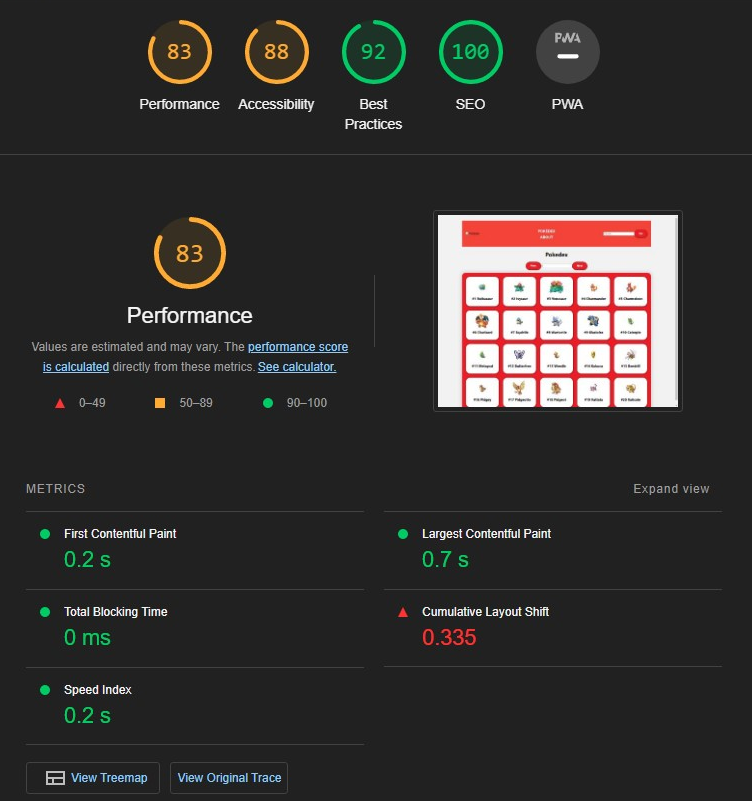 83
88
92
100
PWA
Performance
Accessibility
Best
Practices
SEO
PWA
83
Performance
Values are estimated and may vary. The performance score
is calculated directly from these metrics. See calculator.
0–49
50–89
90–100
Pokedex
METRICS
Expand view
First Contentful Paint
0.2 s
Largest Contentful Paint
0.7 s
Total Blocking Time
0 ms
Cumulative Layout Shift
0.335
Speed Index
0.2 s
View Treemap
View Original Trace